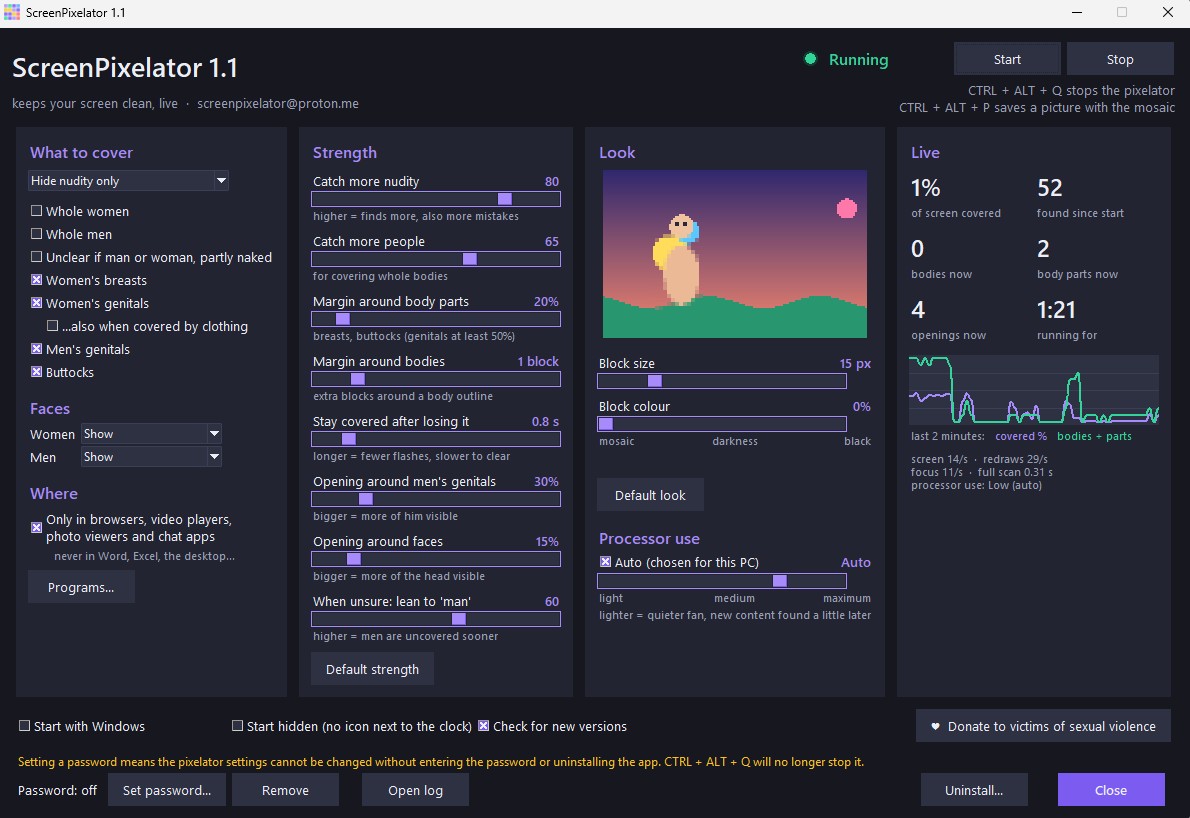 ScreenPixelator 1.1
ScreenPixelator 1.1
Running
Start
Stop
keeps your screen clean, live · screenpixelator@proton.me
CTRL + ALT + Q stops the pixelator
CTRL + ALT + P saves a picture with the mosaic
What to cover
Hide nudity only
Whole women
Whole men
Unclear if man or woman, partly naked
Women's breasts
Women's genitals
...also when covered by clothing
Men's genitals
Buttocks
Faces
Women Show
Men Show
Where
Only in browsers, video players,
photo viewers and chat apps
never in Word, Excel, the desktop...
Programs...
Strength
Catch more nudity 80
higher = finds more, also more mistakes
Catch more people 65
for covering whole bodies
Margin around body parts 20%
breasts, buttocks (genitals at least 50%)
Margin around bodies 1 block
extra blocks around a body outline
Stay covered after losing it 0.8 s
longer = fewer flashes, slower to clear
Opening around men's genitals 30%
bigger = more of him visible
Opening around faces 15%
bigger = more of the head visible
When unsure: lean to 'man' 60
higher = men are uncovered sooner
Default strength
Look
Block size 15 px
Block colour 0%
mosaic darkness black
Default look
Processor use
Auto (chosen for this PC) Auto
light medium maximum
lighter = quieter fan, new content found a little later
Live
1% 52
of screen covered found since start
0 2
bodies now body parts now
4 1:21
openings now running for
last 2 minutes: covered % bodies + parts
screen 14/s · redraws 29/s
focus 11/s · full scan 0.31 s
processor use: Low (auto)
Start with Windows
Start hidden (no icon next to the clock)
Check for new versions
♥ Donate to victims of sexual violence
Setting a password means the pixelator settings cannot be changed without entering the password or uninstalling the app. CTRL + ALT + Q will no longer stop it.
Password: off
Set password...
Remove
Open log
Uninstall...
Close